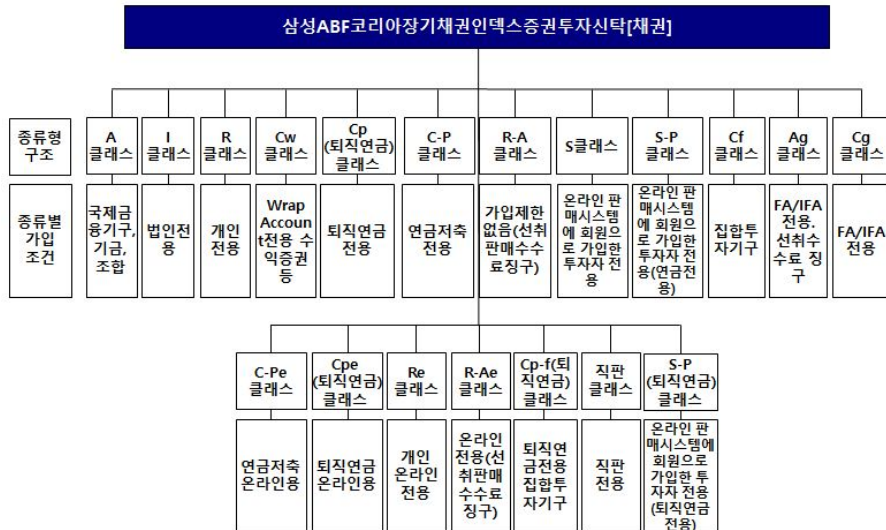 삼성ABF코리아장기채권인덱스증권투자신탁[채권]
종류형
구조
A
클래스
I
클래스
R
클래스
Cw
클래스
Cp
(퇴직연금)
클래스
C-P
클래스
R-A
클래스
S클래스
S-P
클래스
Cf
클래스
Ag
클래스
Cg
클래스
종류별
가입
조건
국제금
융기구,
기금,
조합
법인전
용
개인
전용
Wrap
Accoun
t전용 수
익증권
등
퇴직연금
전용
연금저축
전용
가입제한
없음(선취
판매수수
료징구)
온라인 판
매시스템
에 회원으
로 가입한
투자자 전
용
온라인 판
매시스템
에 회원으
로 가입한
투자자 전
용(연금전
용)
집합투
자기구
FA/IFA
전용.
선취수
수료 징
구
FA/IFA
전용
C-Pe
클래스
Cpe
(퇴직연금)
클래스
Re
클래스
R-Ae
클래스
Cp-f(퇴
직연금)
클래스
직판
클래스
S-P
(퇴직연금)
클래스
연금저축
온라인용
퇴직연금
온라인용
개인
온라인
전용
온라인
전용(선
취판매
수수료
징구)
퇴직연
금전용
집합투
자기구
직판
전용
온라인 판
매시스템에
회원으로
가입한 투
자자 전용
(퇴직연금
전용)